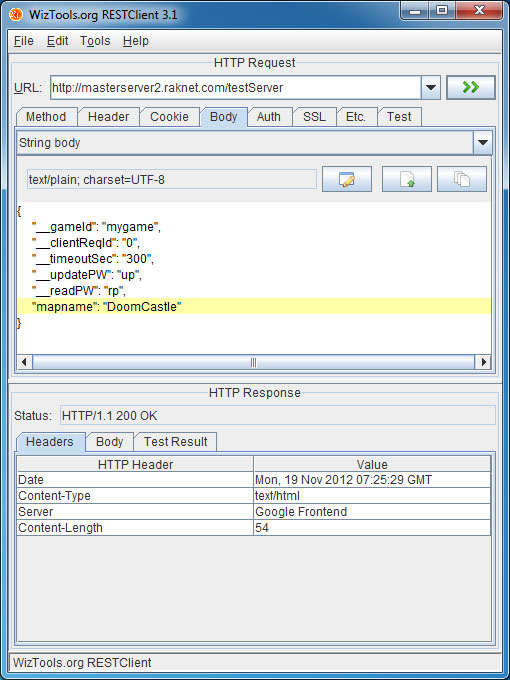 WizTools.org RESTClient 3.1
File Edit Tools Help
HTTP Request
URL: http://masterserver2.raknet.com/testServer
Method Header Cookie Body Auth SSL Etc. Test
String body
text/plain; charset=UTF-8
{
"__gameId": "mygame",
"__clientReqId": "0",
"__timeoutSec": "300",
"__updatePW": "up",
"__readPW": "rp",
"mapname": "DoomCastle"
}
HTTP Response
Status: HTTP/1.1 200 OK
Headers Body Test Result
HTTP Header Value
Date Mon, 19 Nov 2012 07:25:29 GMT
Content-Type text/html
Server Google Frontend
Content-Length 54
WizTools.org RESTClient